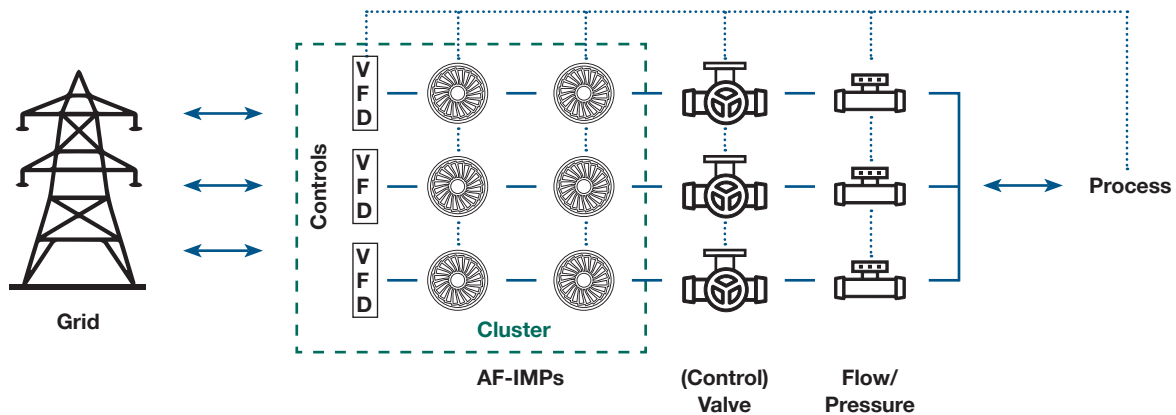 V
F
D
V
F
D
V
F
D
Controls
Grid
Cluster
Process
AF-IMPs
(Control)
Valve
Flow/
Pressure